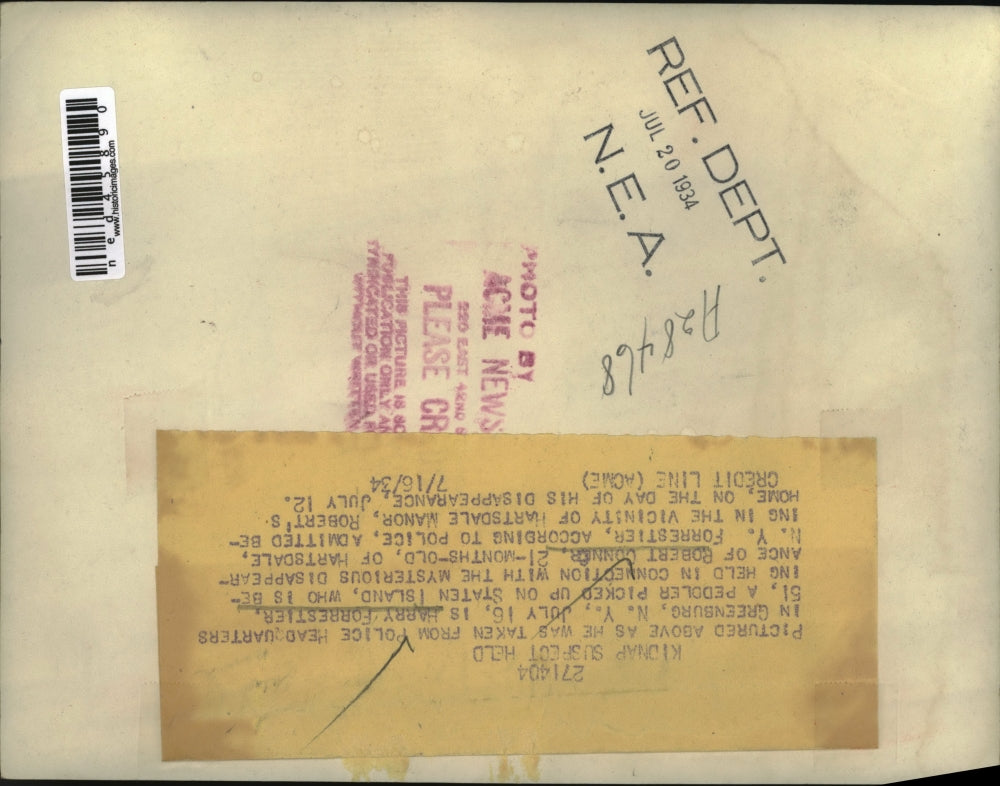 271404
KIDNAP SUSPECT HELD
PICTURED ABOVE AS HE WAS TAKEN FROM POLICE HEADQUARTERS
IN GREENBURG, N. Y., JULY 16, IS HARRY FORRESTIER,
51, A PEDDLER PICKED UP ON STATEN ISLAND, WHO IS BE-
ING HELD IN CONNECTION WITH THE MYSTERIOUS DISAPPEAR-
ANCE OF ROBERT CONNER, 21-MONTHS-OLD, OF HARTSDALE,
N. Y. FORRESTIER, ACCORDING TO POLICE, ADMITTED BE-
ING IN THE VICINITY OF HARTSDALE MANOR, ROBERT'S
HOME, ON THE DAY OF HIS DISAPPEARANCE, JULY 12.
CREDIT LINE (ACME) 7/16/34
REF. DEPT.
JUL 20 1934
N. E. A.
A28468
PHOTO BY
ACME NEWS
220 EAST 42ND S
PLEASE CR
THIS PICTURE IS SO
PUBLICATION ONLY A
SYNDICATED OR USED F
WITHOUT WRITTEN
ned45890
www.historicimages.com